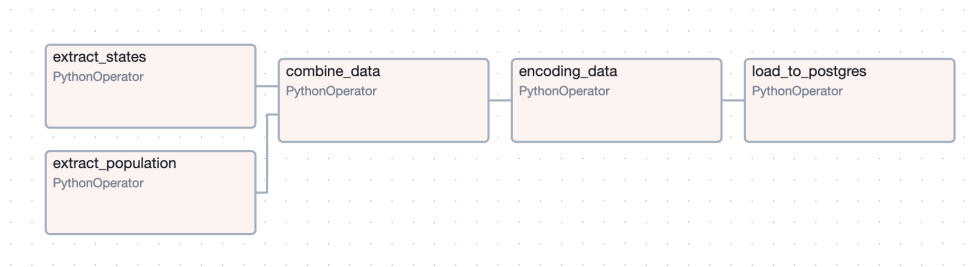 extract_states
PythonOperator
combine_data
PythonOperator
encoding_data
PythonOperator
load_to_postgres
PythonOperator
extract_population
PythonOperator